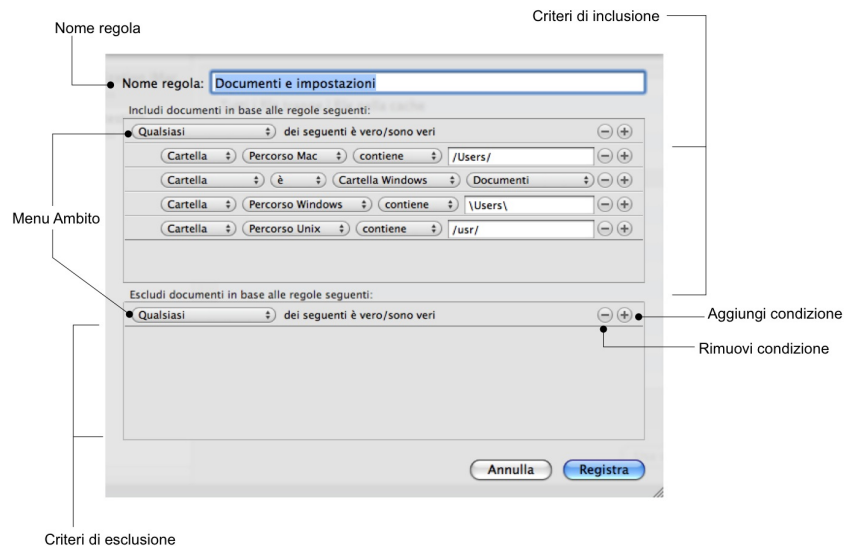 Criteri di inclusione
Nome regola
Nome regola: Documenti e impostazioni
Includi documenti in base alle regole seguenti:
Qualsiasi dei seguenti è vero/sono veri
Cartella Percorso Mac contiene /Users/
Cartella è Cartella Windows Documenti
Cartella Percorso Windows contiene \Users\
Menu Ambito
Cartella Percorso Unix contiene /usr/
Escludi documenti in base alle regole seguenti:
Qualsiasi dei seguenti è vero/sono veri
Aggiungi condizione
Rimuovi condizione
Annulla Registra
Criteri di esclusione